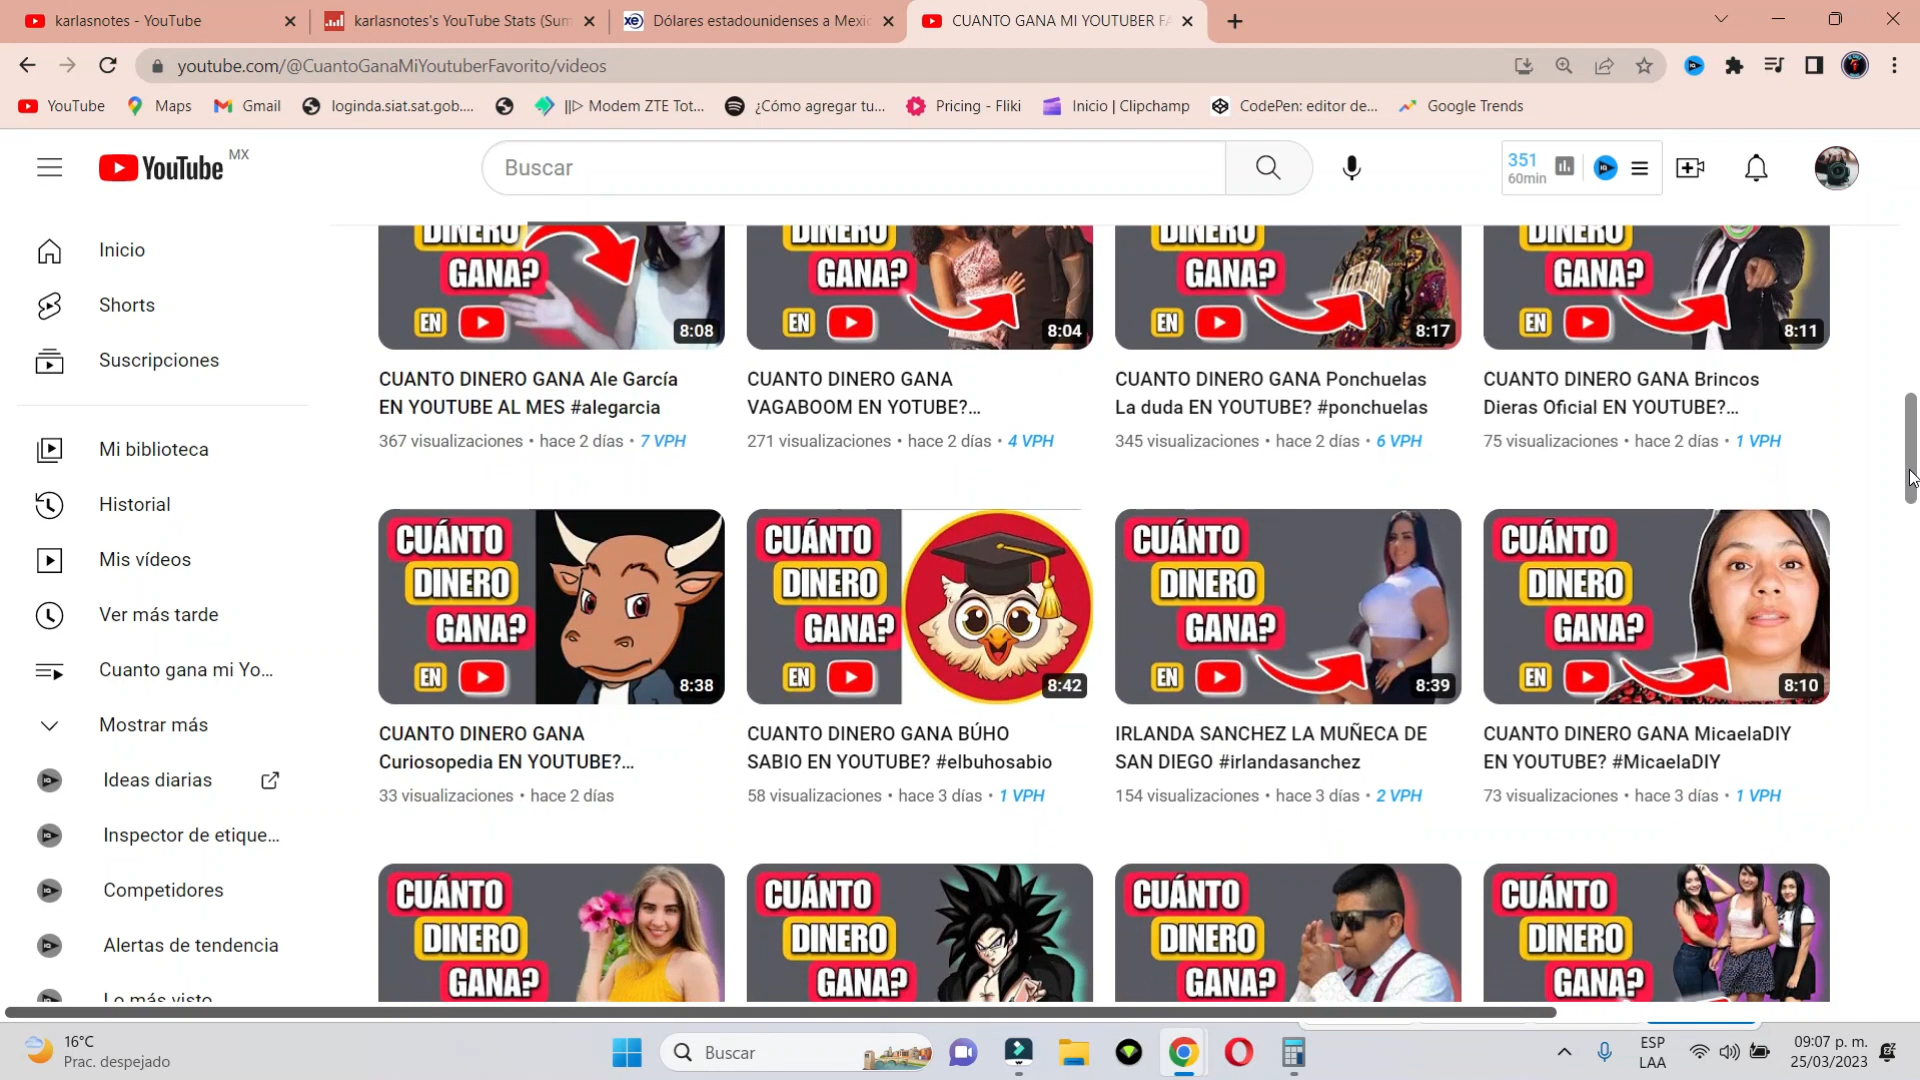 karlasnotes - YouTube
karlasnotes's YouTube Stats (Sum
Dólares estadounidenses a Mexic
CUANTO GANA MI YOUTUBER FA
youtube.com/@CuantoGanaMiYoutuberFavorito/videos
YouTube
Maps
Gmail
loginda.siat.sat.gob....
||▷ Modem ZTE Tot...
¿Cómo agregar tu...
Pricing - Fliki
Inicio | Clipchamp
CodePen: editor de...
Google Trends
YouTube MX
Buscar
351
60min
Inicio
Shorts
Suscripciones
Mi biblioteca
Historial
Mis vídeos
Ver más tarde
Cuanto gana mi Yo...
Mostrar más
Ideas diarias
Inspector de etique...
Competidores
Alertas de tendencia
Lo más visto
DINERO
GANA?
EN
8:08
DINERO
GANA?
EN
8:04
DINERO
GANA?
EN
8:17
DINERO
GANA?
EN
8:11
CUANTO DINERO GANA Ale García
EN YOUTUBE AL MES #alegarcia
367 visualizaciones • hace 2 días • 7 VPH
CUANTO DINERO GANA
VAGABOOM EN YOTUBE?...
271 visualizaciones • hace 2 días • 4 VPH
CUANTO DINERO GANA Ponchuelas
La duda EN YOUTUBE? #ponchuelas
345 visualizaciones • hace 2 días • 6 VPH
CUANTO DINERO GANA Brincos
Dieras Oficial EN YOUTUBE?...
75 visualizaciones • hace 2 días • 1 VPH
CUÁNTO
DINERO
GANA?
EN
8:38
CUÁNTO
DINERO
GANA?
EN
8:42
CUÁNTO
DINERO
GANA?
EN
8:39
CUÁNTO
DINERO
GANA?
EN
8:10
CUANTO DINERO GANA
Curiosopedia EN YOUTUBE?...
33 visualizaciones • hace 2 días
CUANTO DINERO GANA BÚHO
SABIO EN YOUTUBE? #elbuhosabio
58 visualizaciones • hace 3 días • 1 VPH
IRLANDA SANCHEZ LA MUÑECA DE
SAN DIEGO #irlandasanchez
154 visualizaciones • hace 3 días • 2 VPH
CUANTO DINERO GANA MicaelaDIY
EN YOUTUBE? #MicaelaDIY
73 visualizaciones • hace 3 días • 1 VPH
CUÁNTO
DINERO
GANA?
CUÁNTO
DINERO
GANA?
CUÁNTO
DINERO
GANA?
CUÁNTO
DINERO
GANA?
16°C
Prac. despejado
Buscar
ESP
LAA
09:07 p. m.
25/03/2023